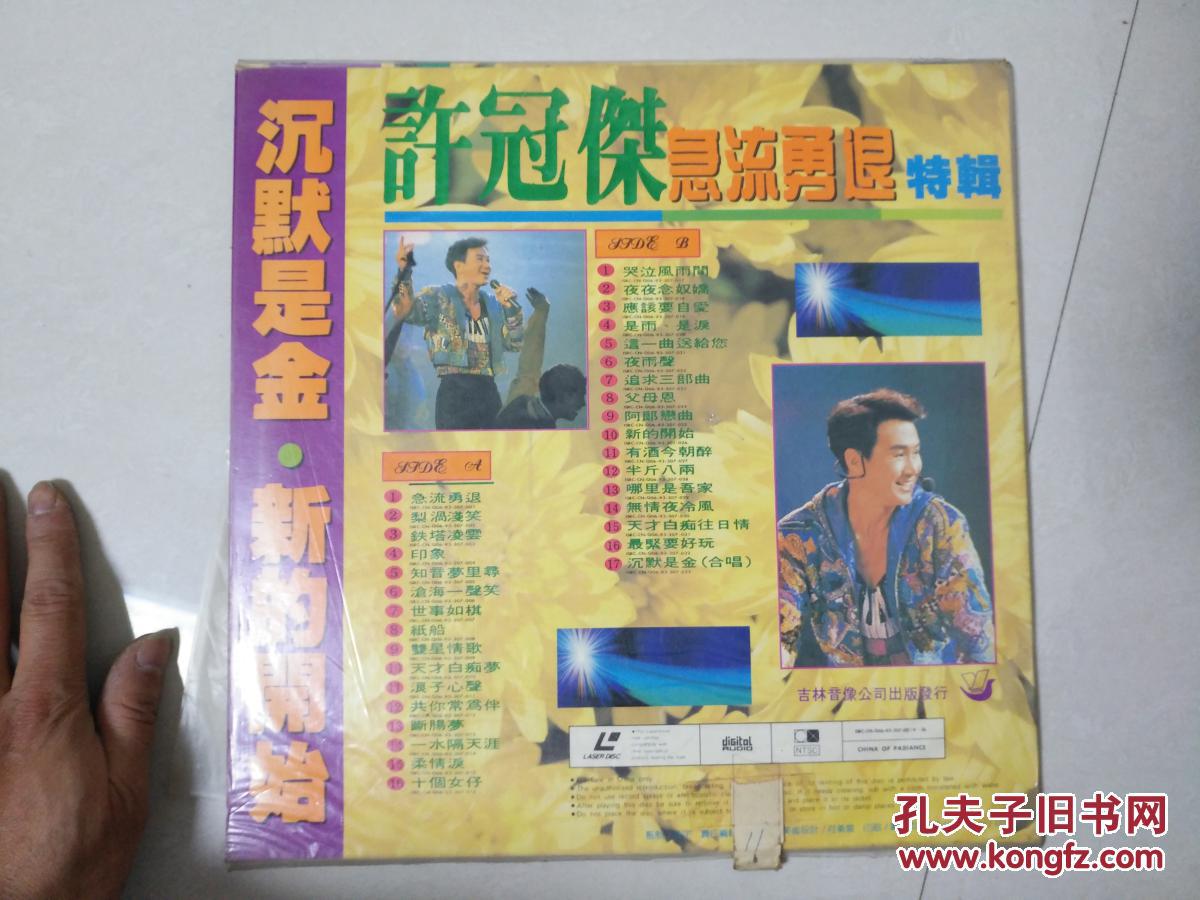 沉默是金·新的開始
許冠傑急流勇退特輯
SIDE A
1 急流勇退
2 梨渦淺笑
3 鉄塔凌雲
4 印象
5 知音夢里尋
6 滄海一聲笑
7 世事如棋
8 紙船
9 雙星情歌
10 天才白痴夢
11 浪子心聲
12 共你常爲伴
13 斷腸夢
14 一水隔天涯
15 柔情淚
16 十個女仔
SIDE B
1 哭泣風雨間
2 夜夜念奴嬌
3 應該要自愛
4 是雨、是淚
5 這一曲送給您
6 夜雨聲
7 追求三部曲
8 父母恩
9 阿郎戀曲
10 新的開始
11 有酒今朝醉
12 半斤八兩
13 哪里是吾家
14 無情夜冷風
15 天才白痴往日情
16 最緊要好玩
17 沉默是金(合唱)
吉林音像公司出版發行
LASER DISC
digital AUDIO
NTSC
CHINA OF PADIANCE
11
孔夫子旧书网
www.kongfz.com